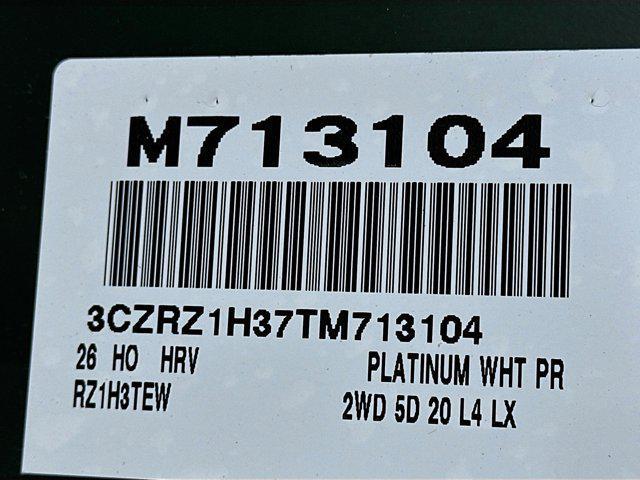 M713104
3CZRZ1H37TM713104
26 HO HRV PLATINUM WHT PR
RZ1H3TEW 2WD 5D 20 L4 LX